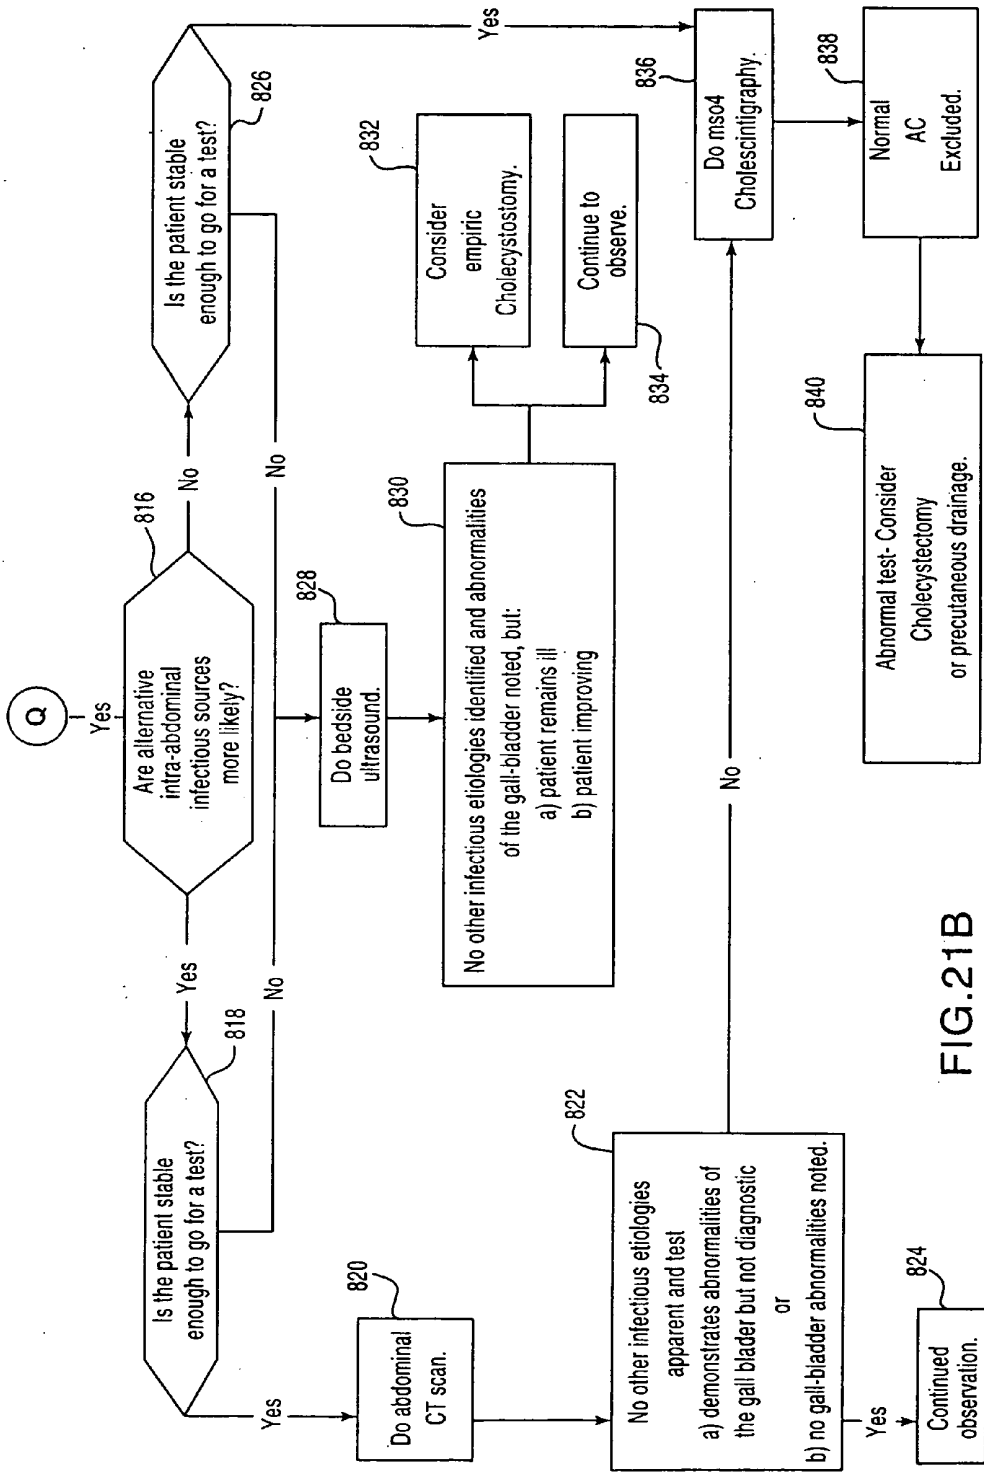 Q
Yes
Are alternative
intra-abdominal
infectious sources
more likely?
816
Yes
No
Is the patient stable
enough to go for a test?
818
Is the patient stable
enough to go for a test?
826
No
No
Yes
Yes
Do bedside
ultrasound.
828
Do abdominal
CT scan.
820
No other infectious etiologies identified and abnormalities
of the gall-bladder noted, but:
a) patient remains ill
b) patient improving
830
Consider
empiric
Cholecystostomy.
832
Continue to
observe.
834
No other infectious etiologies
apparent and test
a) demonstrates abnormalities of
the gall blader but not diagnostic
or
b) no gall-bladder abnormalities noted.
822
No
Yes
Do mso4
Cholescintigraphy.
836
Continued
observation.
824
Normal
AC
Excluded.
838
Abnormal test- Consider
Cholecystectomy
or precutaneous drainage.
840
FIG.21B